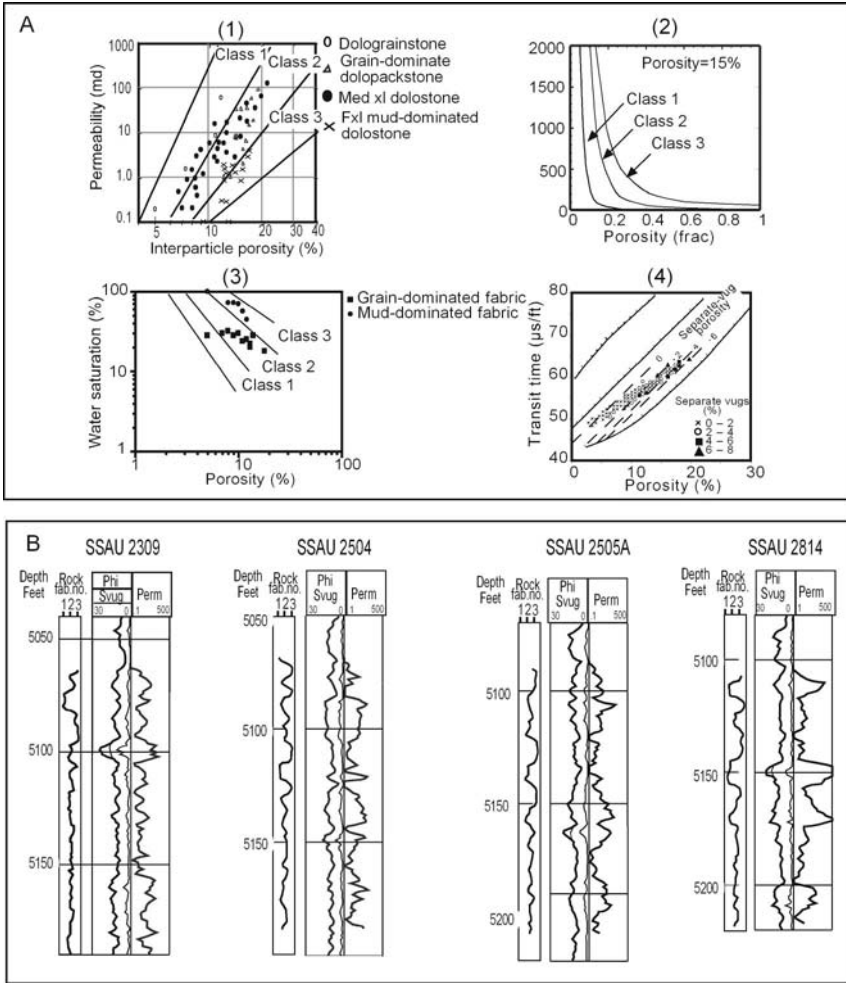 A
(1)
1000
100
10
1.0
0.1
Permeability (md)
Class 1
Class 2
Class 3
5
10
20
30
40
Interparticle porosity (%)
Dolograinstone
Grain-dominate
dolopackstone
Med xl dolostone
Fxl mud-dominated
dolostone
(2)
2000
1500
1000
500
0
Porosity=15%
Class 1
Class 2
Class 3
0
0.2
0.4
0.6
0.8
1
Porosity (frac)
(3)
100
10
1
Water saturation (%)
Class 3
Class 2
Class 1
1
10
100
Porosity (%)
Grain-dominated fabric
Mud-dominated fabric
(4)
80
70
60
50
40
Transit time (µs/ft)
Separate-vug
porosity
0
2
4
6
Separate vugs
(%)
0 – 2
2 – 4
4 – 6
6 – 8
0
10
20
30
Porosity (%)
B
SSAU 2309
Depth
Feet
Rock
fab.no.
123
Phi
Svug
30
0
Perm
1
500
5050
5100
5150
SSAU 2504
Depth
Feet
Rock
fab.no.
123
Phi
Svug
30
0
Perm
1
500
5050
5100
5150
SSAU 2505A
Depth
Feet
Rock
fab.no.
123
Phi
Svug
30
0
Perm
1
500
5100
5150
5200
SSAU 2814
Depth
Feet
Rock
fab.no.
123
Phi
Svug
30
0
Perm
1
500
5100
5150
5200